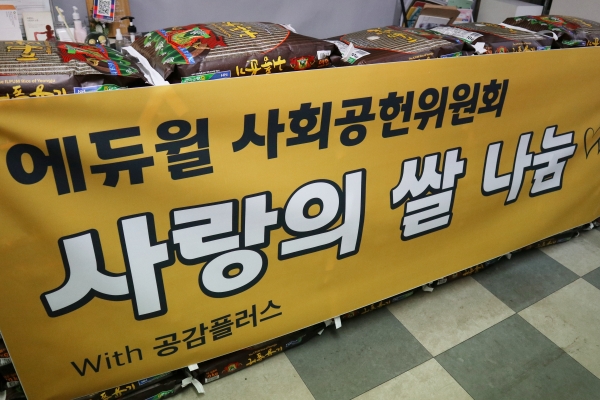 에듀윌 사회공헌위원회
사랑의 쌀 나눔
With 공감플러스